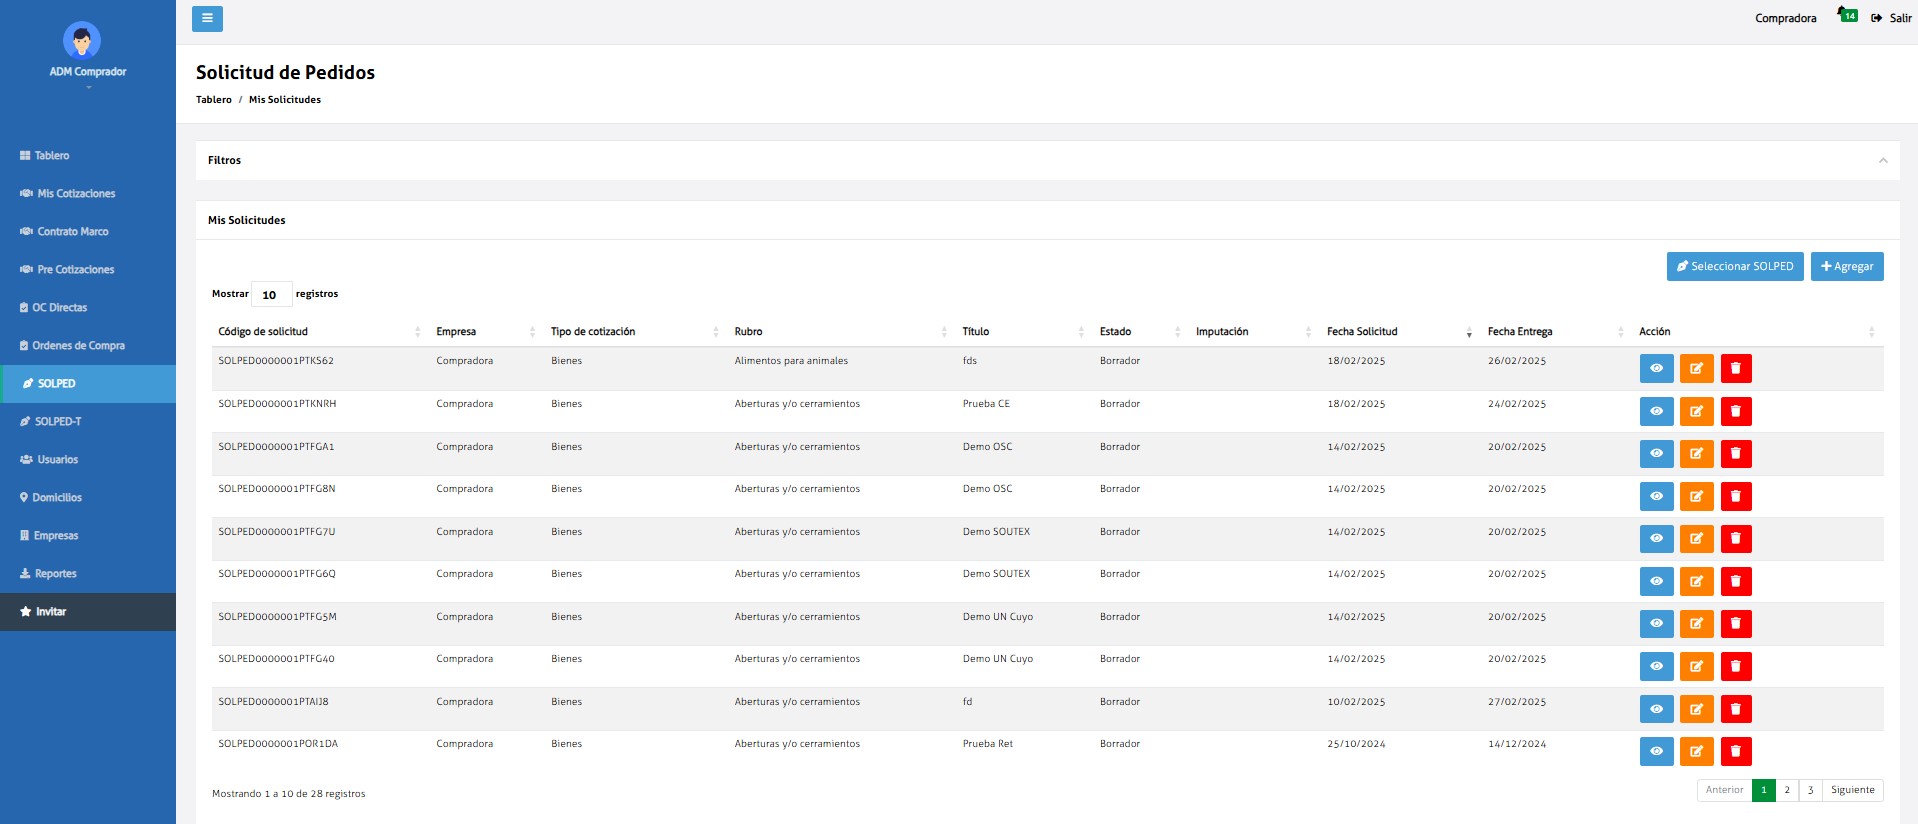 Compradora 14 Salir
ADM Comprador
Solicitud de Pedidos
Tablero / Mis Solicitudes
Tablero
Mis Cotizaciones
Contrato Marco
Pre Cotizaciones
OC Directas
Ordenes de Compra
SOLPED
SOLPED-T
Usuarios
Domicilios
Empresas
Reportes
Invitar
Filtros
Mis Solicitudes
Seleccionar SOLPED Agregar
Mostrar 10 registros
Código de solicitud Empresa Tipo de cotización Rubro Título Estado Imputación Fecha Solicitud Fecha Entrega Acción
SOLPED0000001PTKS62 Compradora Bienes Alimentos para animales fds Borrador 18/02/2025 26/02/2025
SOLPED0000001PTKNRH Compradora Bienes Aberturas y/o cerramientos Prueba CE Borrador 18/02/2025 24/02/2025
SOLPED0000001PTFGA1 Compradora Bienes Aberturas y/o cerramientos Demo OSC Borrador 14/02/2025 20/02/2025
SOLPED0000001PTFG8N Compradora Bienes Aberturas y/o cerramientos Demo OSC Borrador 14/02/2025 20/02/2025
SOLPED0000001PTFG7U Compradora Bienes Aberturas y/o cerramientos Demo SOUTEX Borrador 14/02/2025 20/02/2025
SOLPED0000001PTFG6Q Compradora Bienes Aberturas y/o cerramientos Demo SOUTEX Borrador 14/02/2025 20/02/2025
SOLPED0000001PTFG5M Compradora Bienes Aberturas y/o cerramientos Demo UN Cuyo Borrador 14/02/2025 20/02/2025
SOLPED0000001PTFG40 Compradora Bienes Aberturas y/o cerramientos Demo UN Cuyo Borrador 14/02/2025 20/02/2025
SOLPED0000001PTAIJ8 Compradora Bienes Aberturas y/o cerramientos fd Borrador 10/02/2025 27/02/2025
SOLPED0000001POR1DA Compradora Bienes Aberturas y/o cerramientos Prueba Ret Borrador 25/10/2024 14/12/2024
Mostrando 1 a 10 de 28 registros
Anterior 1 2 3 Siguiente